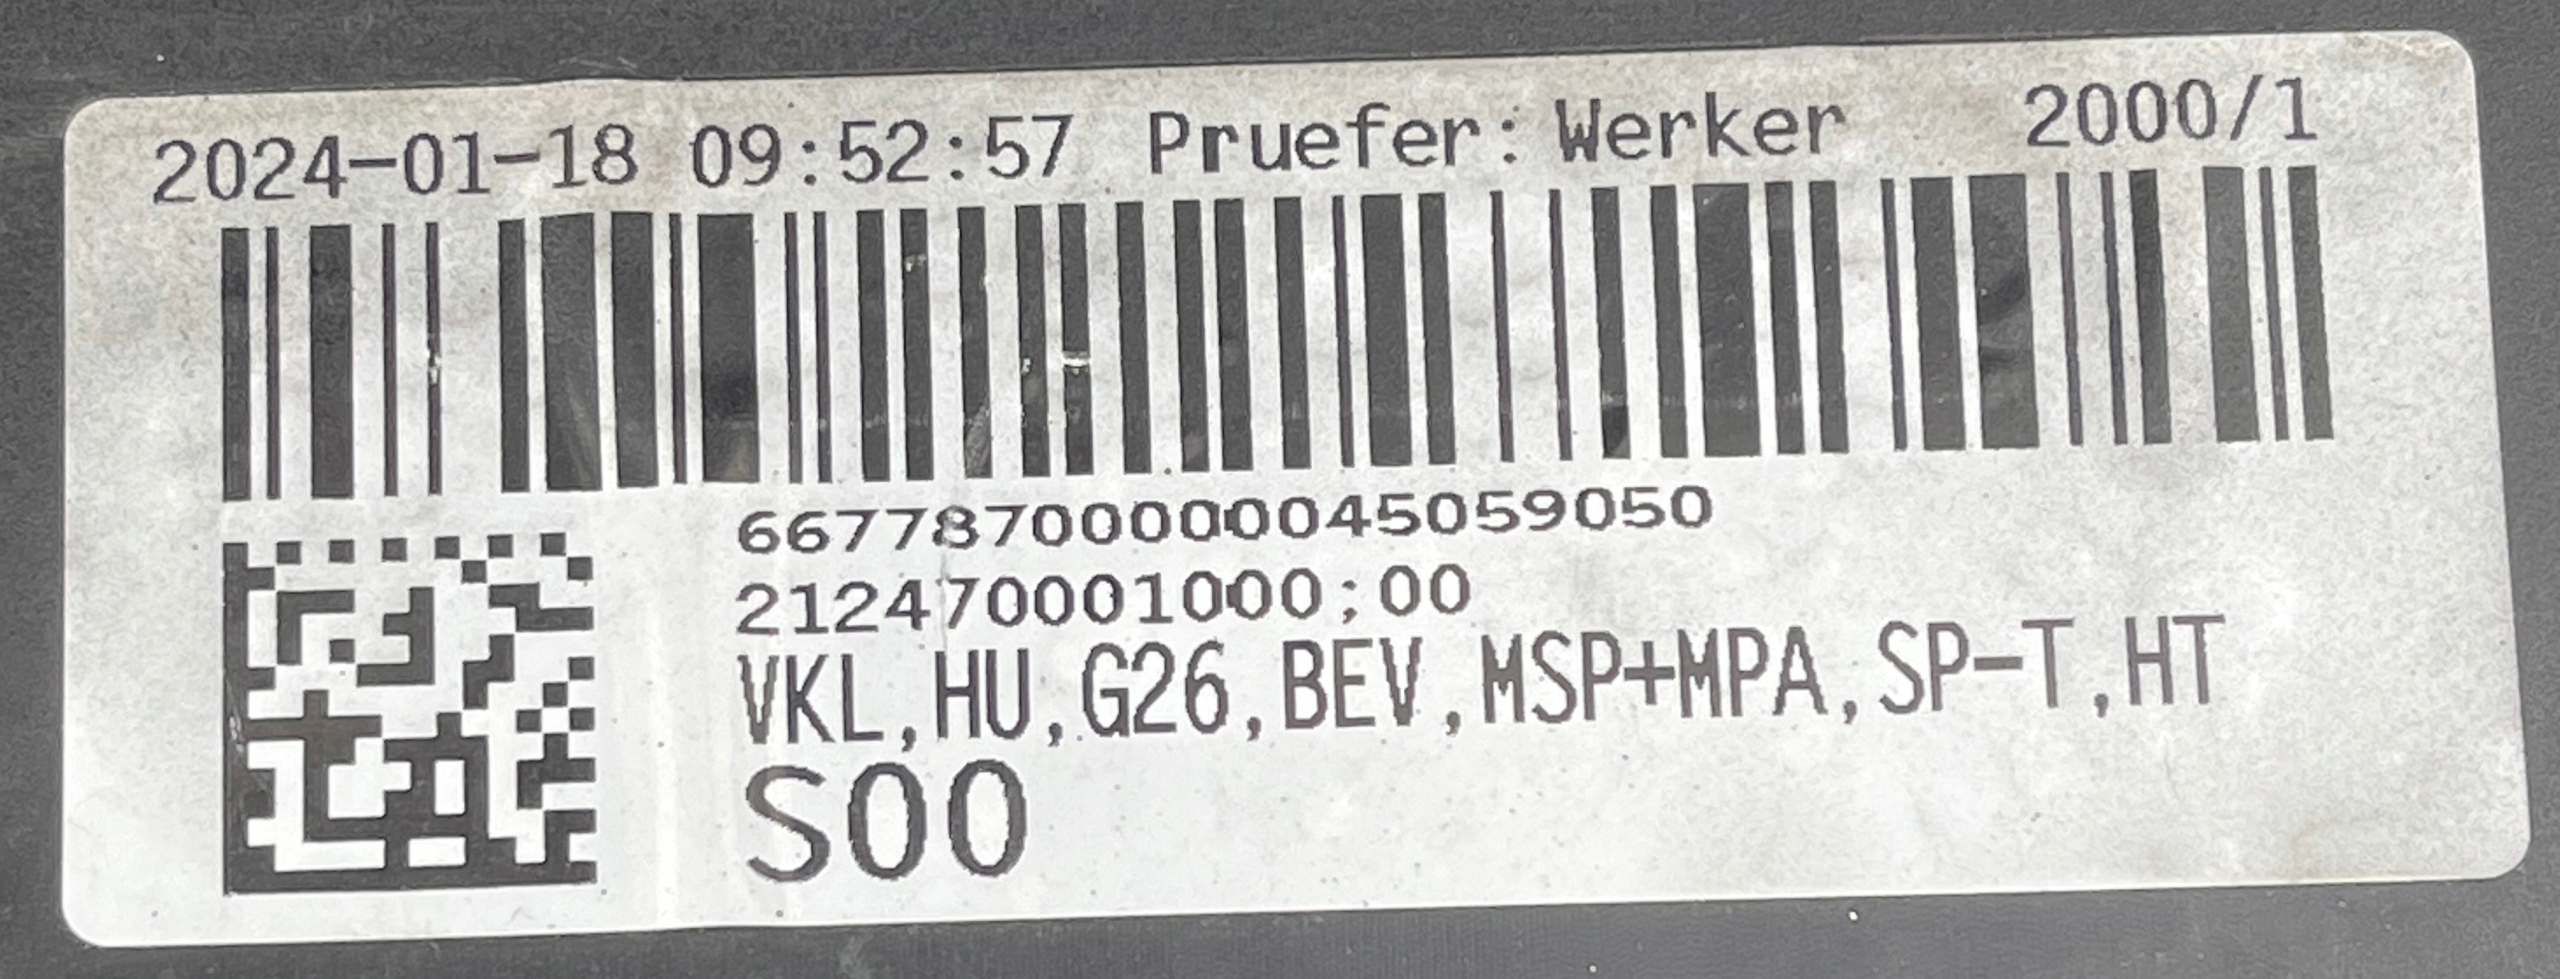 2024-01-18 09:52:57 Pruefer: Werker 2000/1
6677870000045059050
212470001000;00
VKL,HU,G26,BEV,MSP+MPA,SP-T,HT
S00